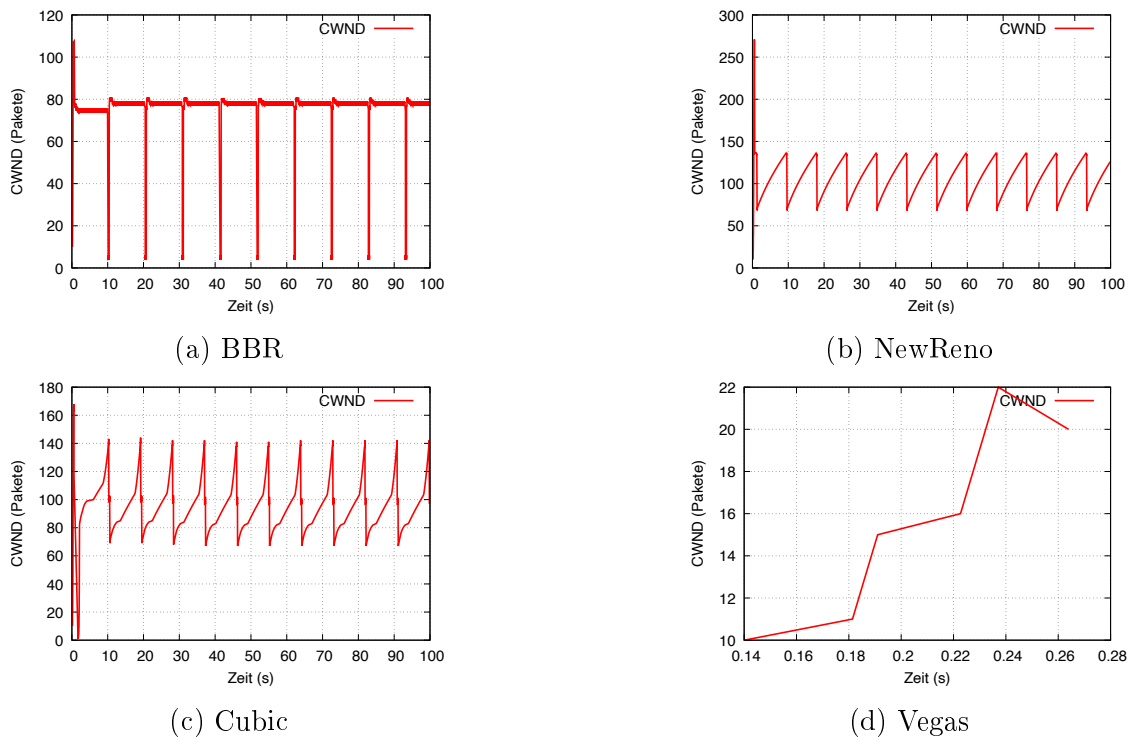 120
100
80
60
40
20
0
CWND (Pakete)
CWND
0 10 20 30 40 50 60 70 80 90 100
Zeit (s)
(a) BBR
300
250
200
150
100
50
0
CWND (Pakete)
CWND
0 10 20 30 40 50 60 70 80 90 100
Zeit (s)
(b) NewReno
180
160
140
120
100
80
60
40
20
0
CWND (Pakete)
CWND
0 10 20 30 40 50 60 70 80 90 100
Zeit (s)
(c) Cubic
22
20
18
16
14
12
10
CWND (Pakete)
CWND
0.14 0.16 0.18 0.2 0.22 0.24 0.26 0.28
Zeit (s)
(d) Vegas